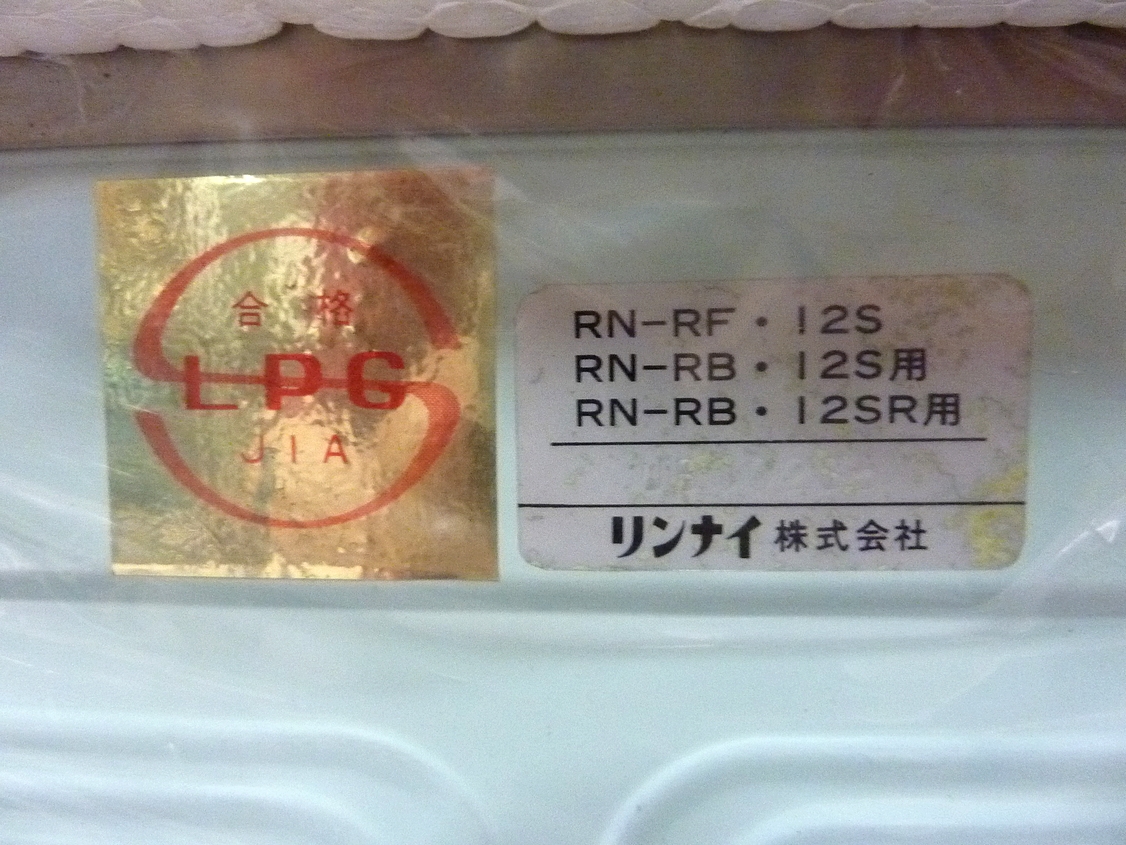 合格
LPG
JIA
RN-RF・12S
RN-RB・12S用
RN-RB・12SR用
リンナイ株式会社